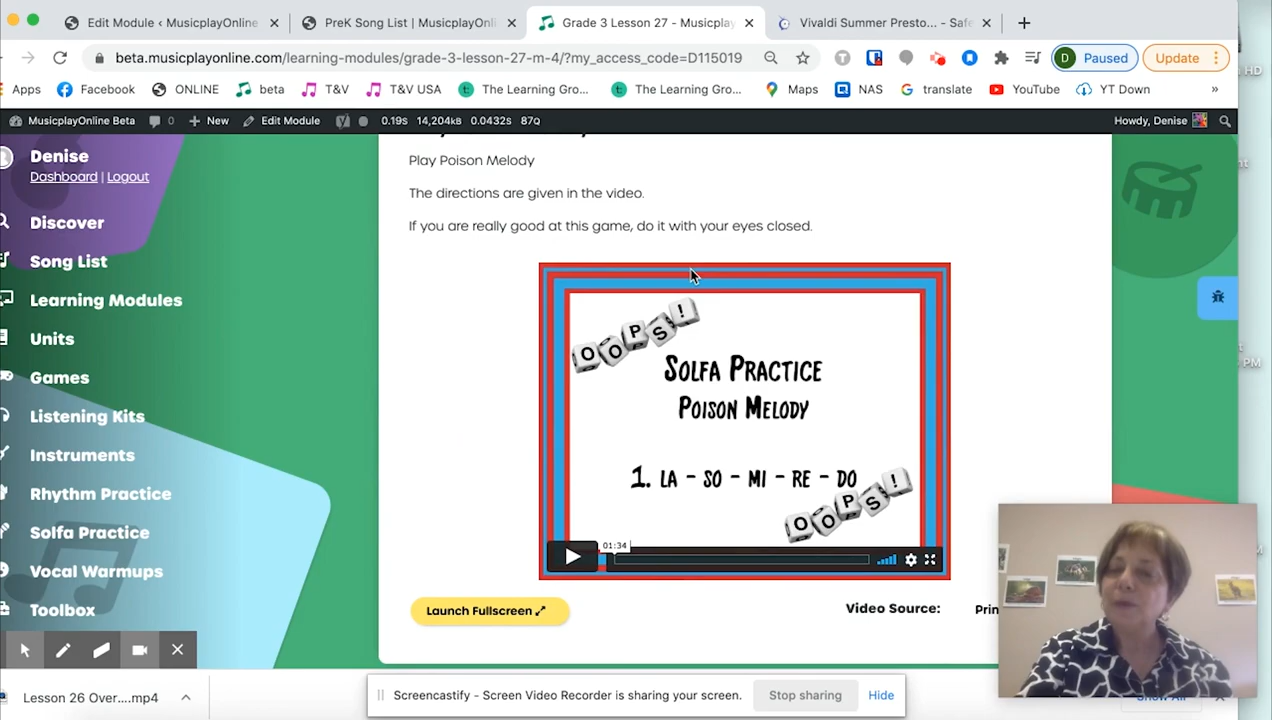 Edit Module ‹ MusicplayOnline
PreK Song List | MusicplayOnli
Grade 3 Lesson 27 - Musicplay
Vivaldi Summer Presto... - Safe
beta.musicplayonline.com/learning-modules/grade-3-lesson-27-m-4/?my_access_code=D115019
D Paused
Update
Apps
Facebook
ONLINE
beta
T&V
T&V USA
The Learning Gro...
The Learning Gro...
Maps
NAS
translate
YouTube
YT Down
»
MusicplayOnline Beta
0
New
Edit Module
0.19s 14,204kB 0.0432s 87Q
Howdy, Denise
Denise
Dashboard | Logout
Discover
Song List
Learning Modules
Units
Games
Listening Kits
Instruments
Rhythm Practice
Solfa Practice
Vocal Warmups
Toolbox
Play Poison Melody
The directions are given in the video.
If you are really good at this game, do it with your eyes closed.
OOPS!
SOLFA PRACTICE
POISON MELODY
1. LA - SO - MI - RE - DO
OOPS!
01:34
Launch Fullscreen
Video Source:
HD
PM
Lesson 26 Over....mp4
Screencastify - Screen Video Recorder is sharing your screen.
Stop sharing
Hide